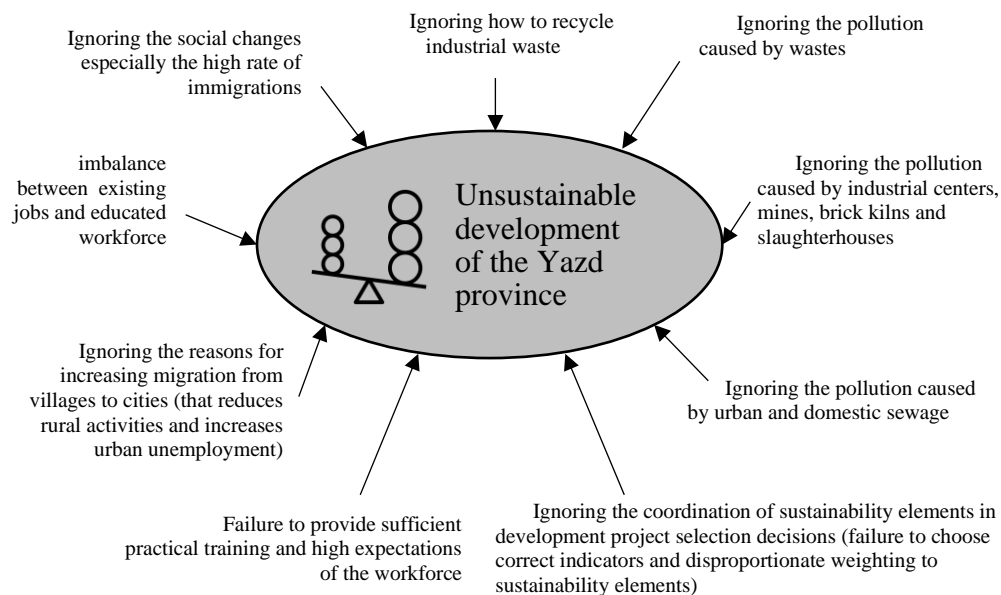 Ignoring the social changes
especially the high rate of
immigrations
Ignoring how to recycle
industrial waste
Ignoring the pollution
caused by wastes
imbalance
between existing
jobs and educated
workforce
Unsustainable
development
of the Yazd
province
Ignoring the pollution
caused by industrial centers,
mines, brick kilns and
slaughterhouses
Ignoring the reasons for
increasing migration from
villages to cities (that reduces
rural activities and increases
urban unemployment)
Ignoring the pollution caused
by urban and domestic sewage
Failure to provide sufficient
practical training and high expectations
of the workforce
Ignoring the coordination of sustainability elements in
development project selection decisions (failure to choose
correct indicators and disproportionate weighting to
sustainability elements)